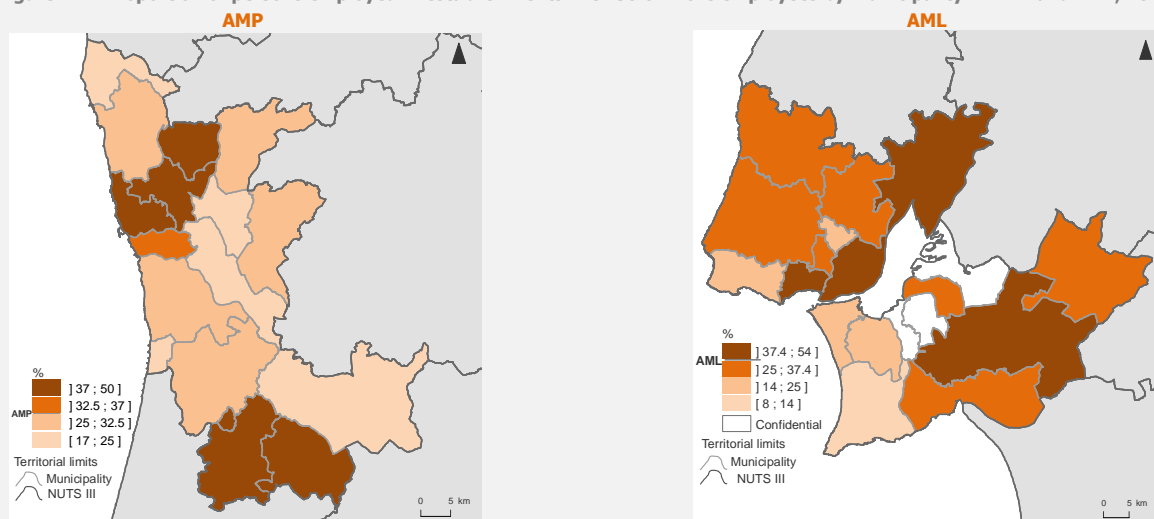 AMP
AML
%
] 37 ; 50 ]
] 32.5 ; 37 ]
AMP
] 25 ; 32.5 ]
[ 17 ; 25 ]
Territorial limits
Municipality
NUTS III
0 5 km
%
] 37.4 ; 54 ]
AML
] 25 ; 37.4 ]
] 14 ; 25 ]
[ 8 ; 14 ]
Confidential
Territorial limits
Municipality
NUTS III
0 5 km